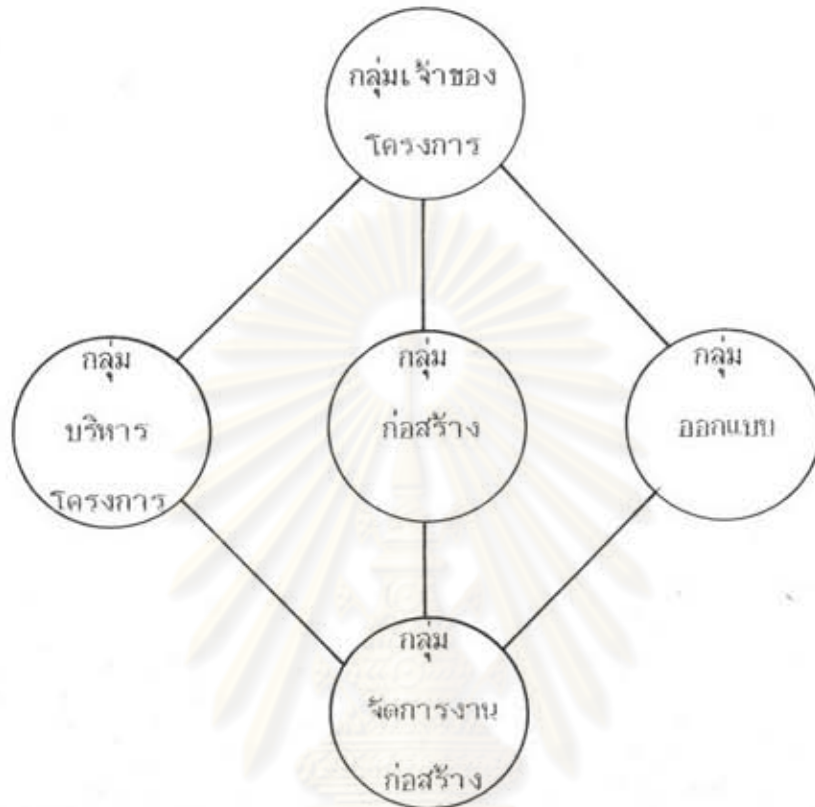 กลุ่มเจ้าของ
โครงการ
กลุ่ม
บริหาร
โครงการ
กลุ่ม
ก่อสร้าง
กลุ่ม
ออกแบบ
กลุ่ม
จัดการงาน
ก่อสร้าง